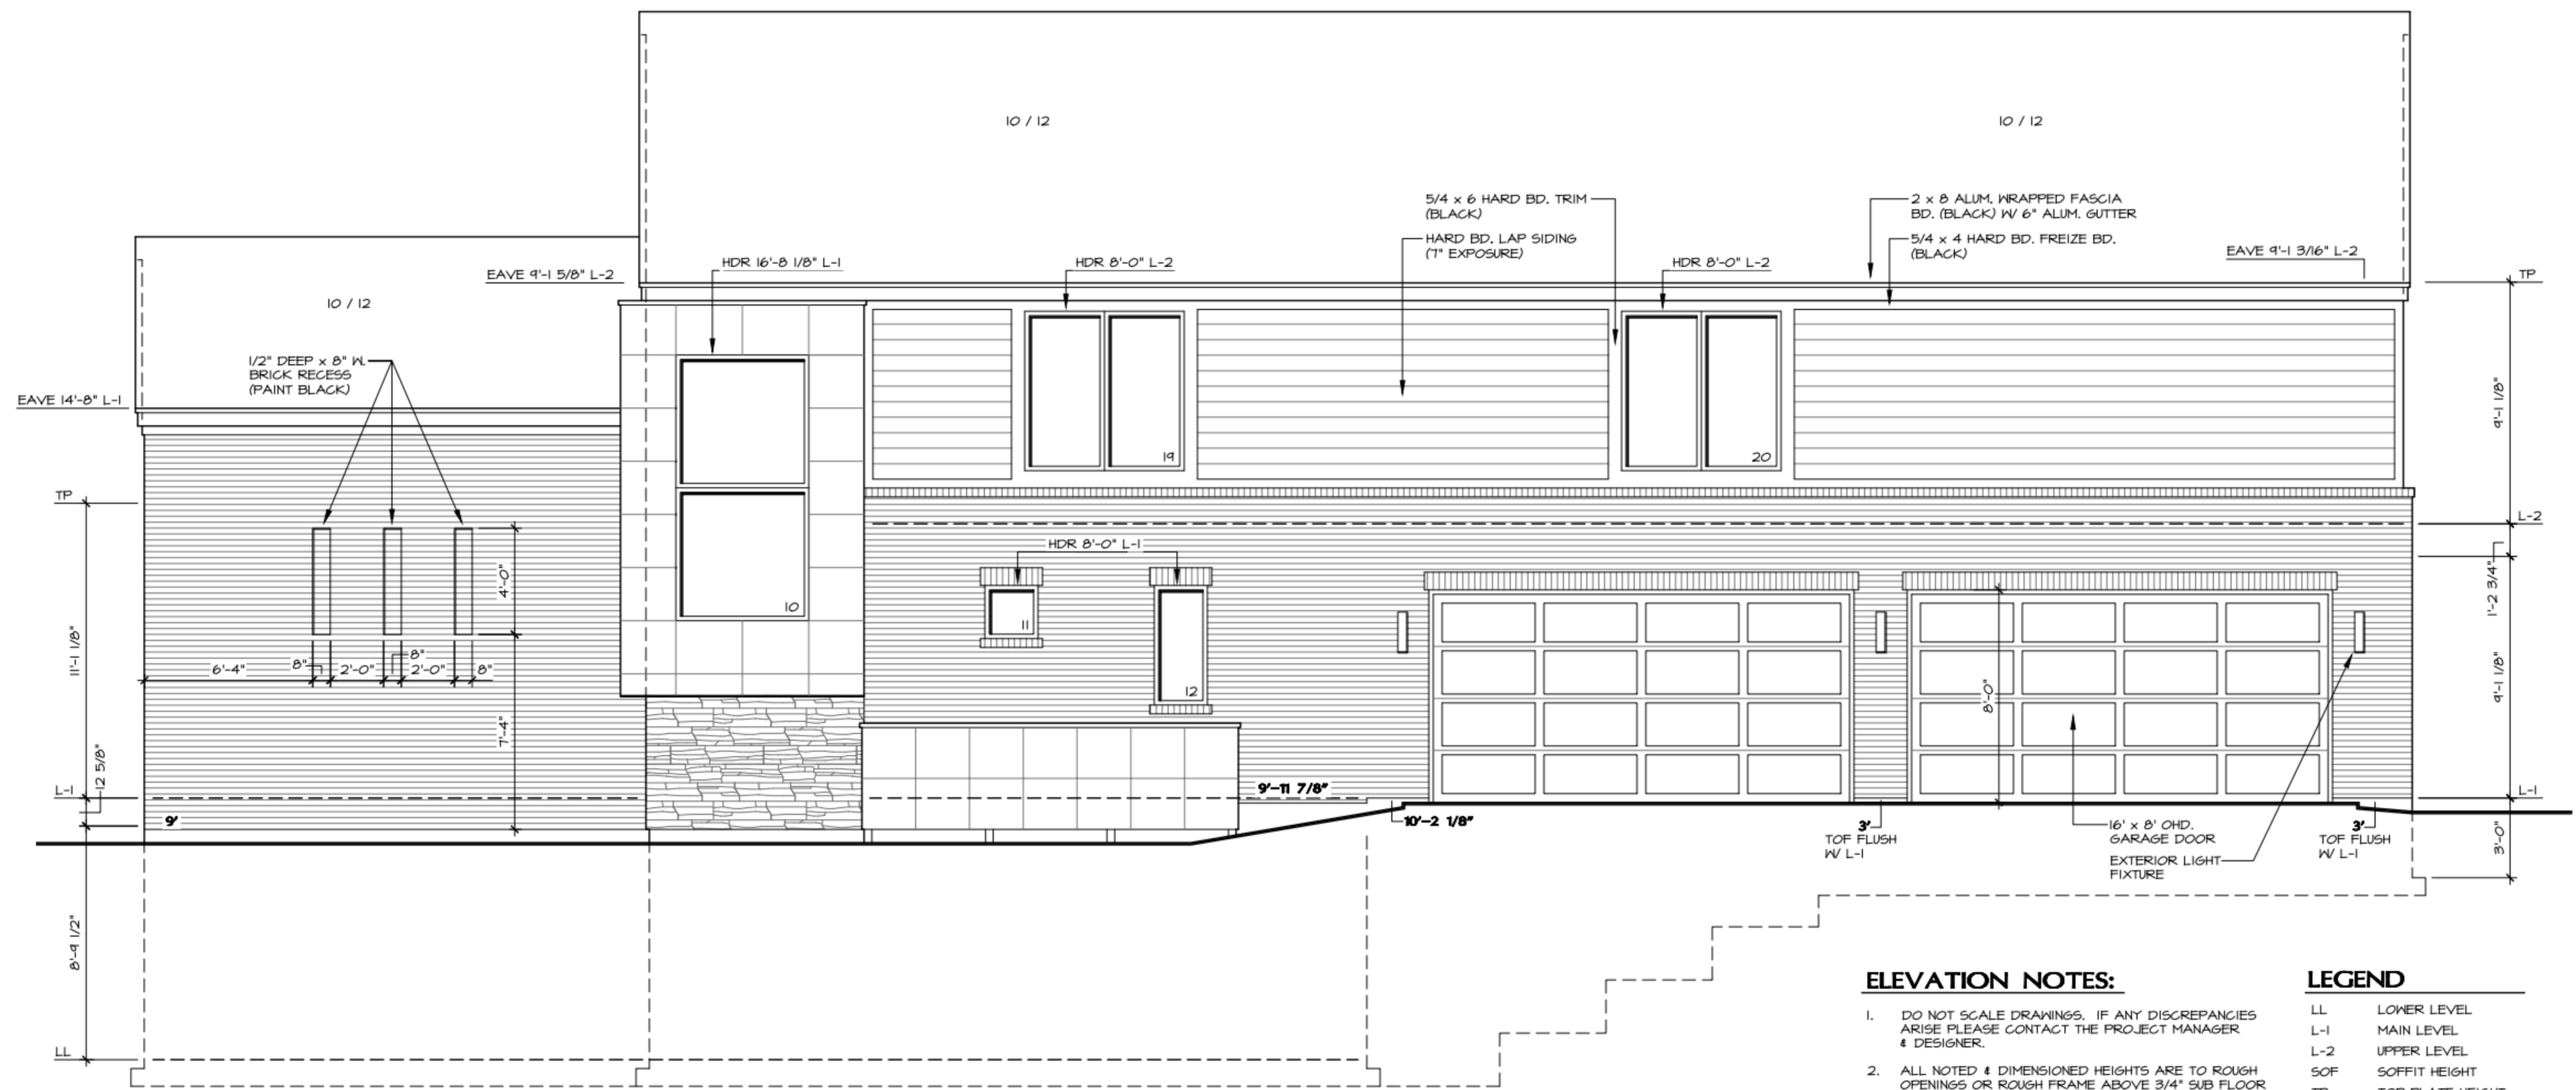 10 / 12
10 / 12
5/4 x 6 HARD BD. TRIM
(BLACK)
2 x 8 ALUM. WRAPPED FASCIA
BD. (BLACK) W/ 6" ALUM. GUTTER
HARD BD. LAP SIDING
(7" EXPOSURE)
5/4 x 4 HARD BD. FREIZE BD.
(BLACK)
EAVE 9'-1 3/16" L-2
HDR 16'-8 1/8" L-1
HDR 8'-0" L-2
HDR 8'-0" L-2
EAVE 9'-1 5/8" L-2
TP
10 / 12
1/2" DEEP x 8" W.
BRICK RECESS
(PAINT BLACK)
EAVE 14'-8" L-1
9'-1 1/8"
19
20
TP
L-2
HDR 8'-0" L-1
4'-0"
1'-2 3/4"
10
11
11'-1 1/8"
6'-4"
8"
2'-0"
8"
2'-0"
8"
12
8'-0"
9'-1 1/8"
7'-4"
12 5/8"
L-1
9'-11 7/8"
L-1
9'
10'-2 1/8"
3'
TOF FLUSH
W/ L-1
16' x 8' OHD.
GARAGE DOOR
EXTERIOR LIGHT
FIXTURE
3'
TOF FLUSH
W/ L-1
3'-0"
8'-9 1/2"
LL
ELEVATION NOTES:
1. DO NOT SCALE DRAWINGS. IF ANY DISCREPANCIES
ARISE PLEASE CONTACT THE PROJECT MANAGER
& DESIGNER.
2. ALL NOTED & DIMENSIONED HEIGHTS ARE TO ROUGH
OPENINGS OR ROUGH FRAME ABOVE 3/4" SUB FLOOR
LEGEND
LL LOWER LEVEL
L-1 MAIN LEVEL
L-2 UPPER LEVEL
SOF SOFFIT HEIGHT
TP TOP PLATE HEIGHT